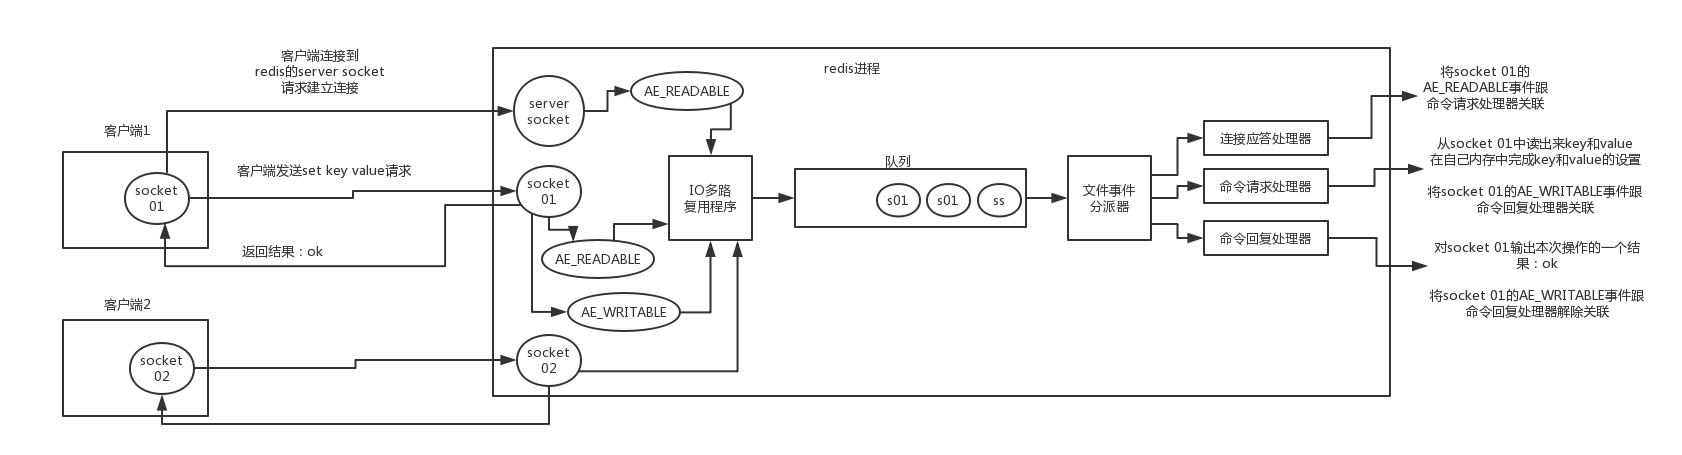 客户端连接到
redis的server socket
请求建立连接
客户端1
socket
01
客户端发送set key value请求
返回结果：ok
客户端2
socket
02
redis进程
server
socket
AE_READABLE
socket
01
AE_READABLE
AE_WRITABLE
socket
02
IO多路
复用程序
队列
s01
s01
ss
文件事件
分派器
连接应答处理器
命令请求处理器
命令回复处理器
将socket 01的
AE_READABLE事件跟
命令请求处理器关联
从socket 01中读出来key和value
在自己内存中完成key和value的设置
将socket 01的AE_WRITABLE事件跟
命令回复处理器关联
对socket 01输出本次操作的一个结
果：ok
将socket 01的AE_WRITABLE事件跟
命令回复处理器解除关联